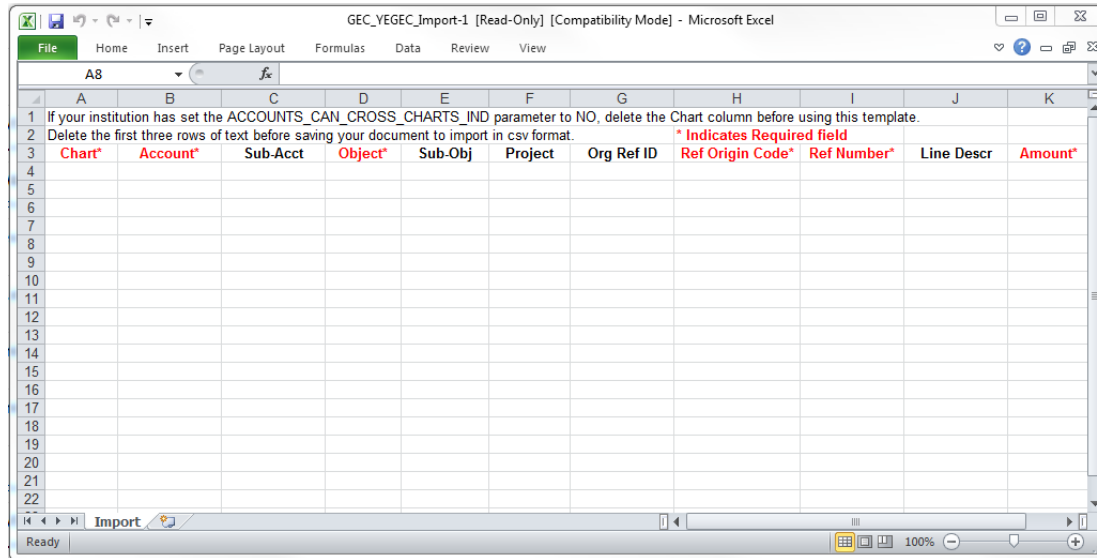 GEC_YEGEC_Import-1 [Read-Only] [Compatibility Mode] - Microsoft Excel
File Home Insert Page Layout Formulas Data Review View
A8 fx
A B C D E F G H I J K
1 If your institution has set the ACCOUNTS_CAN_CROSS_CHARTS_IND parameter to NO, delete the Chart column before using this template.
2 Delete the first three rows of text before saving your document to import in csv format. * Indicates Required field
3 Chart* Account* Sub-Acct Object* Sub-Obj Project Org Ref ID Ref Origin Code* Ref Number* Line Descr Amount*
4
5
6
7
8
9
10
11
12
13
14
15
16
17
18
19
20
21
22
Import
Ready 100%